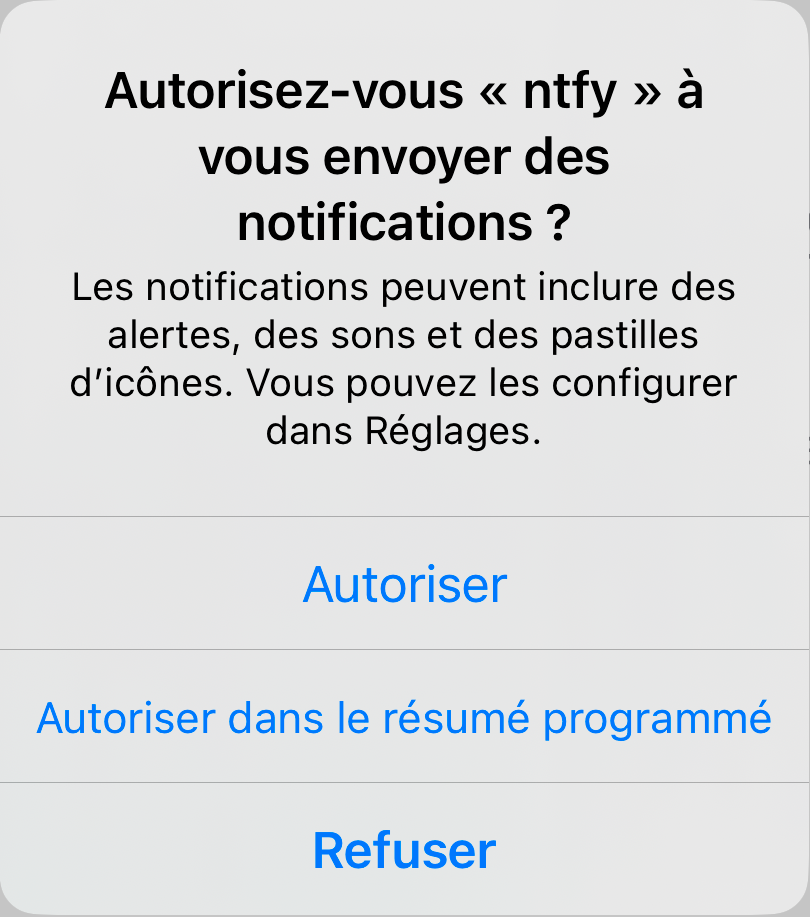 Autorisez-vous « ntfy » à
vous envoyer des
notifications ?
Les notifications peuvent inclure des
alertes, des sons et des pastilles
d’icônes. Vous pouvez les configurer
dans Réglages.
Autoriser
Autoriser dans le résumé programmé
Refuser